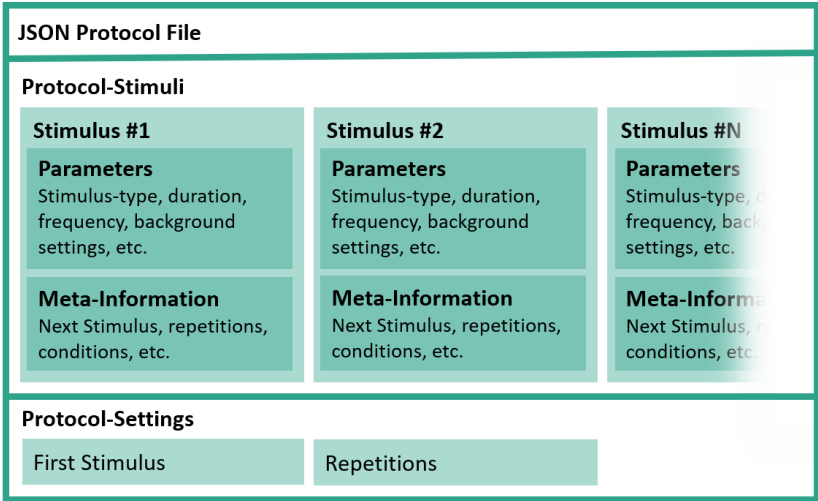 JSON Protocol File
Protocol-Stimuli
Stimulus #1
Parameters
Stimulus-type, duration,
frequency, background
settings, etc.
Meta-Information
Next Stimulus, repetitions,
conditions, etc.
Stimulus #2
Parameters
Stimulus-type, duration,
frequency, background
settings, etc.
Meta-Information
Next Stimulus, repetitions,
conditions, etc.
Stimulus #N
Parameters
Stimulus-type,
frequency,
settings, etc.
Next Stimulus,
conditions, etc.
Protocol-Settings
First Stimulus
Repetitions